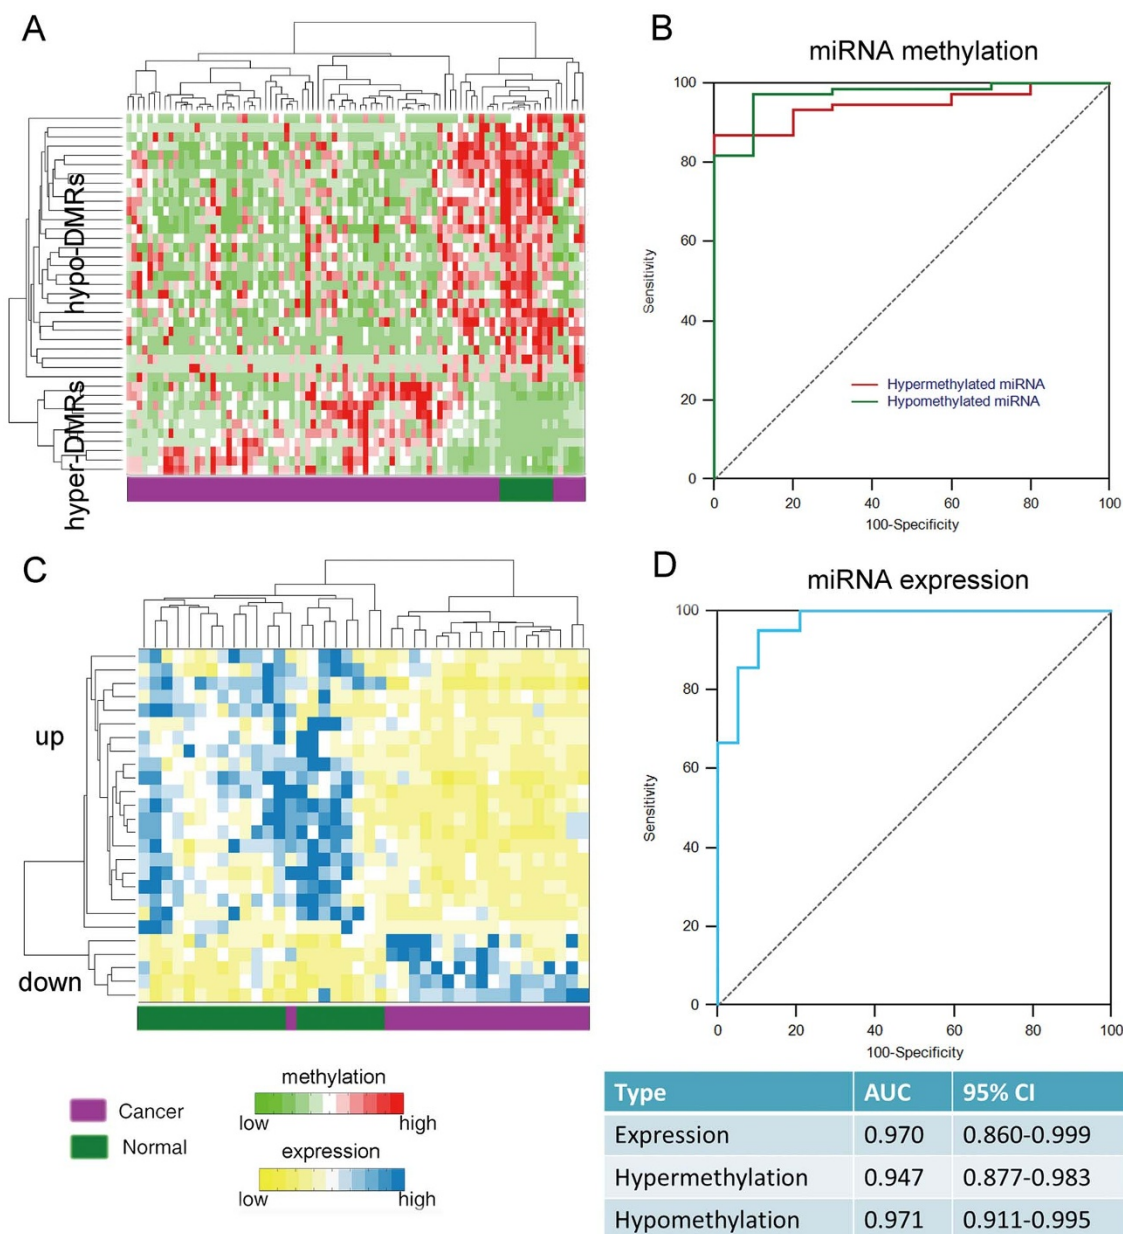 A
hypo-DMRs
hyper-DMRs
B
miRNA methylation
100
80
60
40
20
0
Sensitivity
Hypermethylated miRNA
Hypomethylated miRNA
0 20 40 60 80 100
100-Specificity
C
up
down
D
miRNA expression
100
80
60
40
20
0
Sensitivity
0 20 40 60 80 100
100-Specificity
Cancer
Normal
methylation
low high
expression
low high
Type AUC 95% CI
Expression 0.970 0.860-0.999
Hypermethylation 0.947 0.877-0.983
Hypomethylation 0.971 0.911-0.995